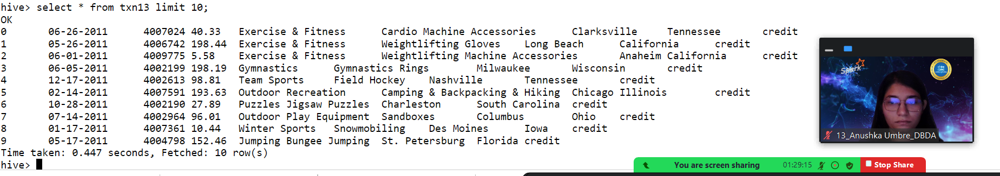 hive> select * from txn13 limit 10;
OK
0 06-26-2011 4007024 40.33 Exercise & Fitness Cardio Machine Accessories Clarksville Tennessee credit
1 05-26-2011 4006742 198.44 Exercise & Fitness Weightlifting Gloves Long Beach California credit
2 06-01-2011 4009775 5.58 Exercise & Fitness Weightlifting Machine Accessories Anaheim California credit
3 06-05-2011 4002199 198.19 Gymnastics Gymnastics Rings Milwaukee Wisconsin credit
4 12-17-2011 4002613 98.81 Team Sports Field Hockey Nashville Tennessee credit
5 02-14-2011 4007591 193.63 Outdoor Recreation Camping & Backpacking & Hiking Chicago Illinois credit
6 10-28-2011 4002190 27.89 Puzzles Jigsaw Puzzles Charleston South Carolina credit
7 07-14-2011 4002964 96.01 Outdoor Play Equipment Sandboxes Columbus Ohio credit
8 01-17-2011 4007361 10.44 Winter Sports Snowmobiling Des Moines Iowa credit
9 05-17-2011 4004798 152.46 Jumping Bungee Jumping St. Petersburg Florida credit
Time taken: 0.447 seconds, Fetched: 10 row(s)
hive>
Spark
13_Anushka Umbre_DBDA
You are screen sharing 01:29:15 Stop Share